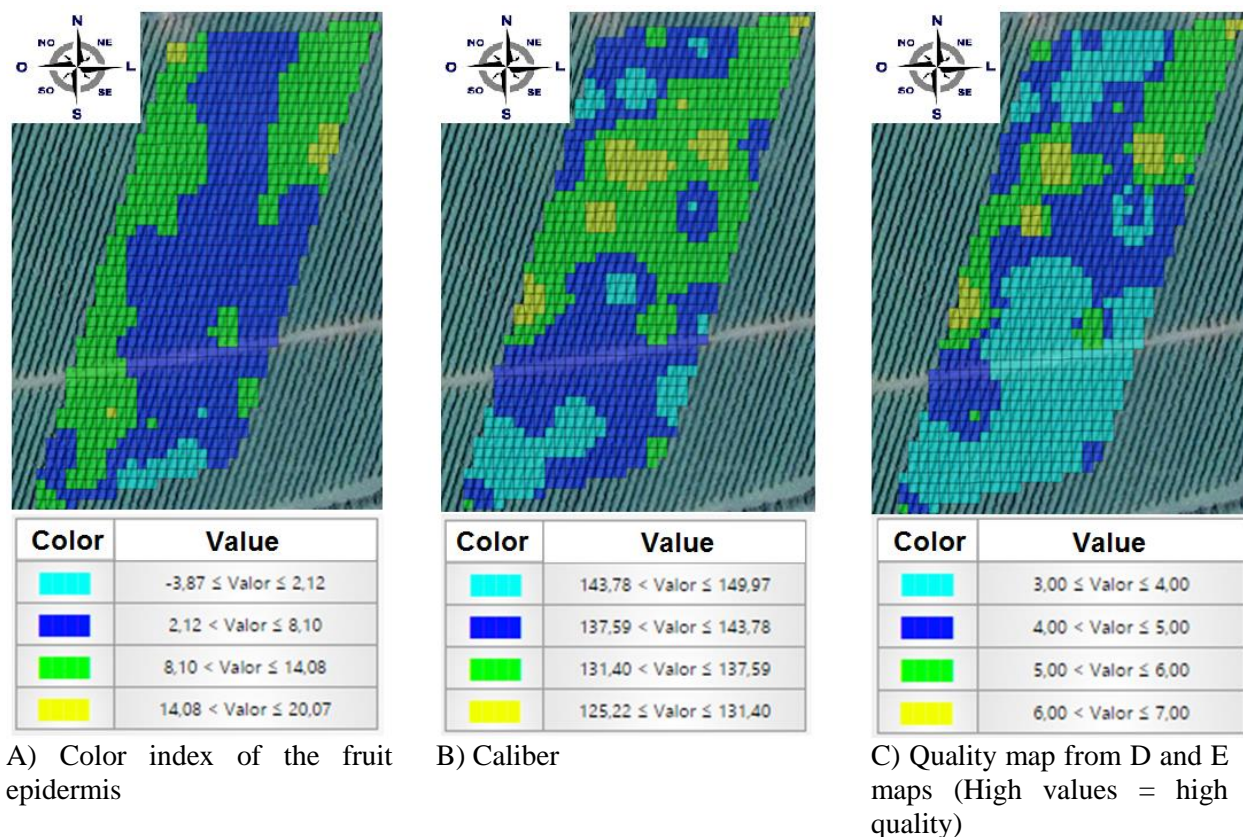 N
NO NE
O L
SO SE
S
N
NO NE
O L
SO SE
S
N
NO NE
O L
SO SE
S
Color Value
-3,87 ≤ Valor ≤ 2,12
2,12 < Valor ≤ 8,10
8,10 < Valor ≤ 14,08
14,08 < Valor ≤ 20,07
A) Color index of the fruit
epidermis
Color Value
143,78 < Valor ≤ 149,97
137,59 < Valor ≤ 143,78
131,40 < Valor ≤ 137,59
125,22 ≤ Valor ≤ 131,40
B) Caliber
Color Value
3,00 ≤ Valor ≤ 4,00
4,00 < Valor ≤ 5,00
5,00 < Valor ≤ 6,00
6,00 < Valor ≤ 7,00
C) Quality map from D and E
maps (High values = high
quality)